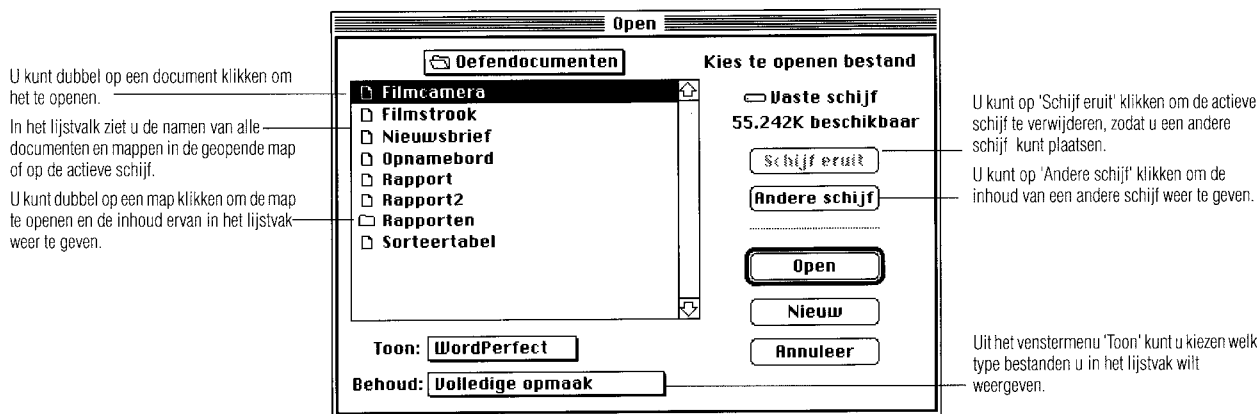 Open
U kunt dubbel op een document klikken om
het te openen.
In het lijstvalk ziet u de namen van alle
documenten en mappen in de geopende map
of op de actieve schijf.
U kunt dubbel op een map klikken om de map
te openen en de inhoud ervan in het lijstvak
weer te geven.
Oefendocumenten
Filmcamera
Filmstrook
Nieuwsbrief
Opnamebord
Rapport
Rapport2
Rapporten
Sorteertabel
Toon: WordPerfect
Behoud: Volledige opmaak
Kies te openen bestand
Vaste schijf
55.242K beschikbaar
Schijf eruit
Andere schijf
Open
Nieuw
Annuleer
U kunt op 'Schijf eruit' klikken om de actieve
schijf te verwijderen, zodat u een andere
schijf kunt plaatsen.
U kunt op 'Andere schijf' klikken om de
inhoud van een andere schijf weer te geven.
Uit het venstermenu 'Toon' kunt u kiezen welk
type bestanden u in het lijstvak wilt
weergeven.